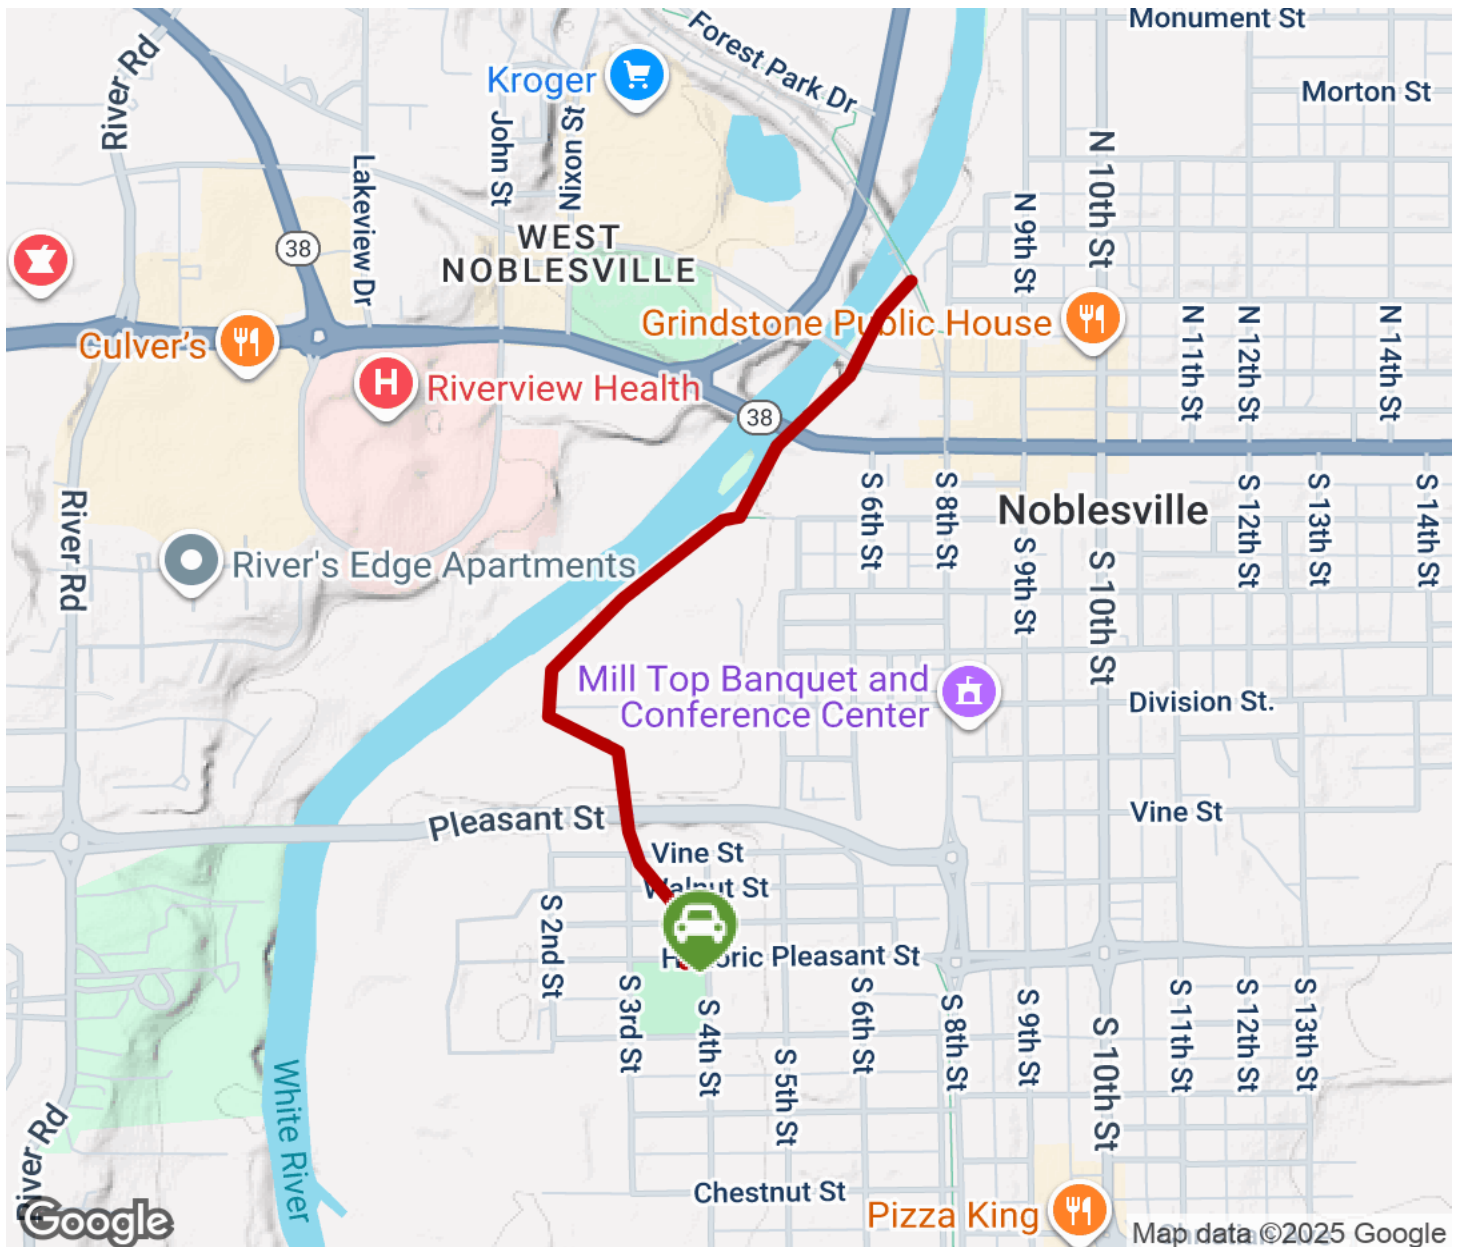 Monument St
River Rd
Forest Park Dr
Kroger
Morton St
John St
Nixon St
N 10th St
Lakeview Dr
N 9th St
WEST
NOBLESVILLE
38
Grindstone Public House
Culver's
N 11th St
N 12th St
N 14th St
H
Riverview Health
38
River Rd
S 6th St
S 8th St
Noblesville
S 12th St
S 13th St
S 14th St
River's Edge Apartments
S 9th St
S 10th St
Mill Top Banquet and
Conference Center
Division St.
Pleasant St
Vine St
Vine St
Walnut St
S 2nd St
Historic Pleasant St
S 3rd St
S 4th St
S 6th St
S 8th St
S 9th St
S 10th St
S 11th St
S 12th St
S 13th St
S 5th St
White River
River Rd
Chestnut St
Pizza King
Google
Map data ©2025 Google